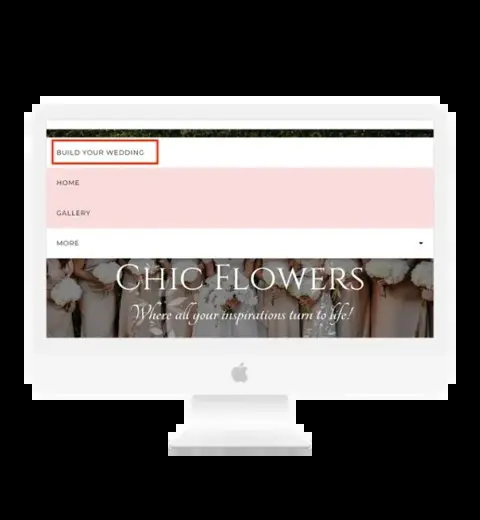 BUILD YOUR WEDDING
HOME
GALLERY
MORE
CHIC FLOWERS
Where all your inspirations turn to life!